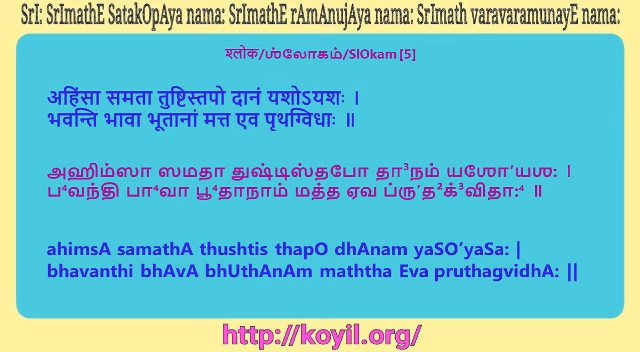 SrI: SrImathE SatakOpAya nama: SrImathE rAmAnujAya nama: SrImath varavaramunayE nama:
श्लोक/ஸ்லோகம்/SlOkam [5]
अहिंसा समता तुष्टिस्तपो दानं यशोऽयशः ।
भवन्ति भावा भूतानां मत्त एव पृथग्विधाः ॥
அஹிம்ஸா ஸமதா துஷ்டிஸ்தபோ தா³நம் யஶோ’யஶ: ।
ப⁴வந்தி பா⁴வா பூ⁴தாநாம் மத்த ஏவ ப்ரு’த²க்³விதா:⁴ ॥
ahimsA samathA thushtis thapO dhAnam yaSO’yaSa: |
bhavanthi bhAvA bhUthAnAm maththa Eva pruthagvidhA: ||
http://koyil.org/